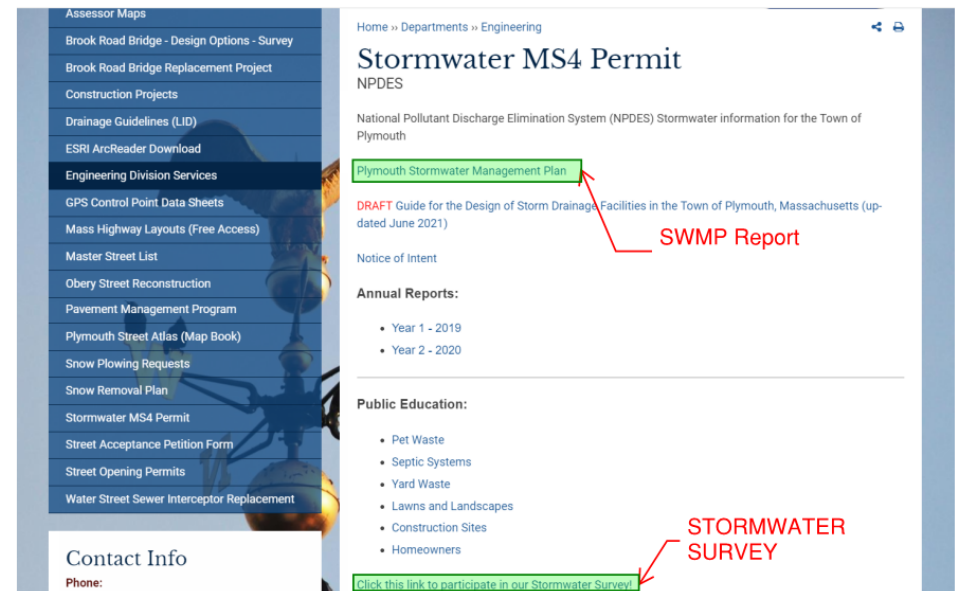 Assessor Maps
Brook Road Bridge - Design Options - Survey
Brook Road Bridge Replacement Project
Construction Projects
Drainage Guidelines (LID)
ESRI ArcReader Download
Engineering Division Services
GPS Control Point Data Sheets
Mass Highway Layouts (Free Access)
Master Street List
Obery Street Reconstruction
Pavement Management Program
Plymouth Street Atlas (Map Book)
Snow Plowing Requests
Snow Removal Plan
Stormwater MS4 Permit
Street Acceptance Petition Form
Street Opening Permits
Water Street Sewer Interceptor Replacement
Contact Info
Phone:
Home ›› Departments ›› Engineering
Stormwater MS4 Permit
NPDES
National Pollutant Discharge Elimination System (NPDES) Stormwater information for the Town of
Plymouth
Plymouth Stormwater Management Plan
DRAFT Guide for the Design of Storm Drainage Facilities in the Town of Plymouth, Massachusetts (up-
dated June 2021)
SWMP Report
Notice of Intent
Annual Reports:
• Year 1 - 2019
• Year 2 - 2020
Public Education:
• Pet Waste
• Septic Systems
• Yard Waste
• Lawns and Landscapes
• Construction Sites
• Homeowners
STORMWATER
SURVEY
Click this link to participate in our Stormwater Survey!